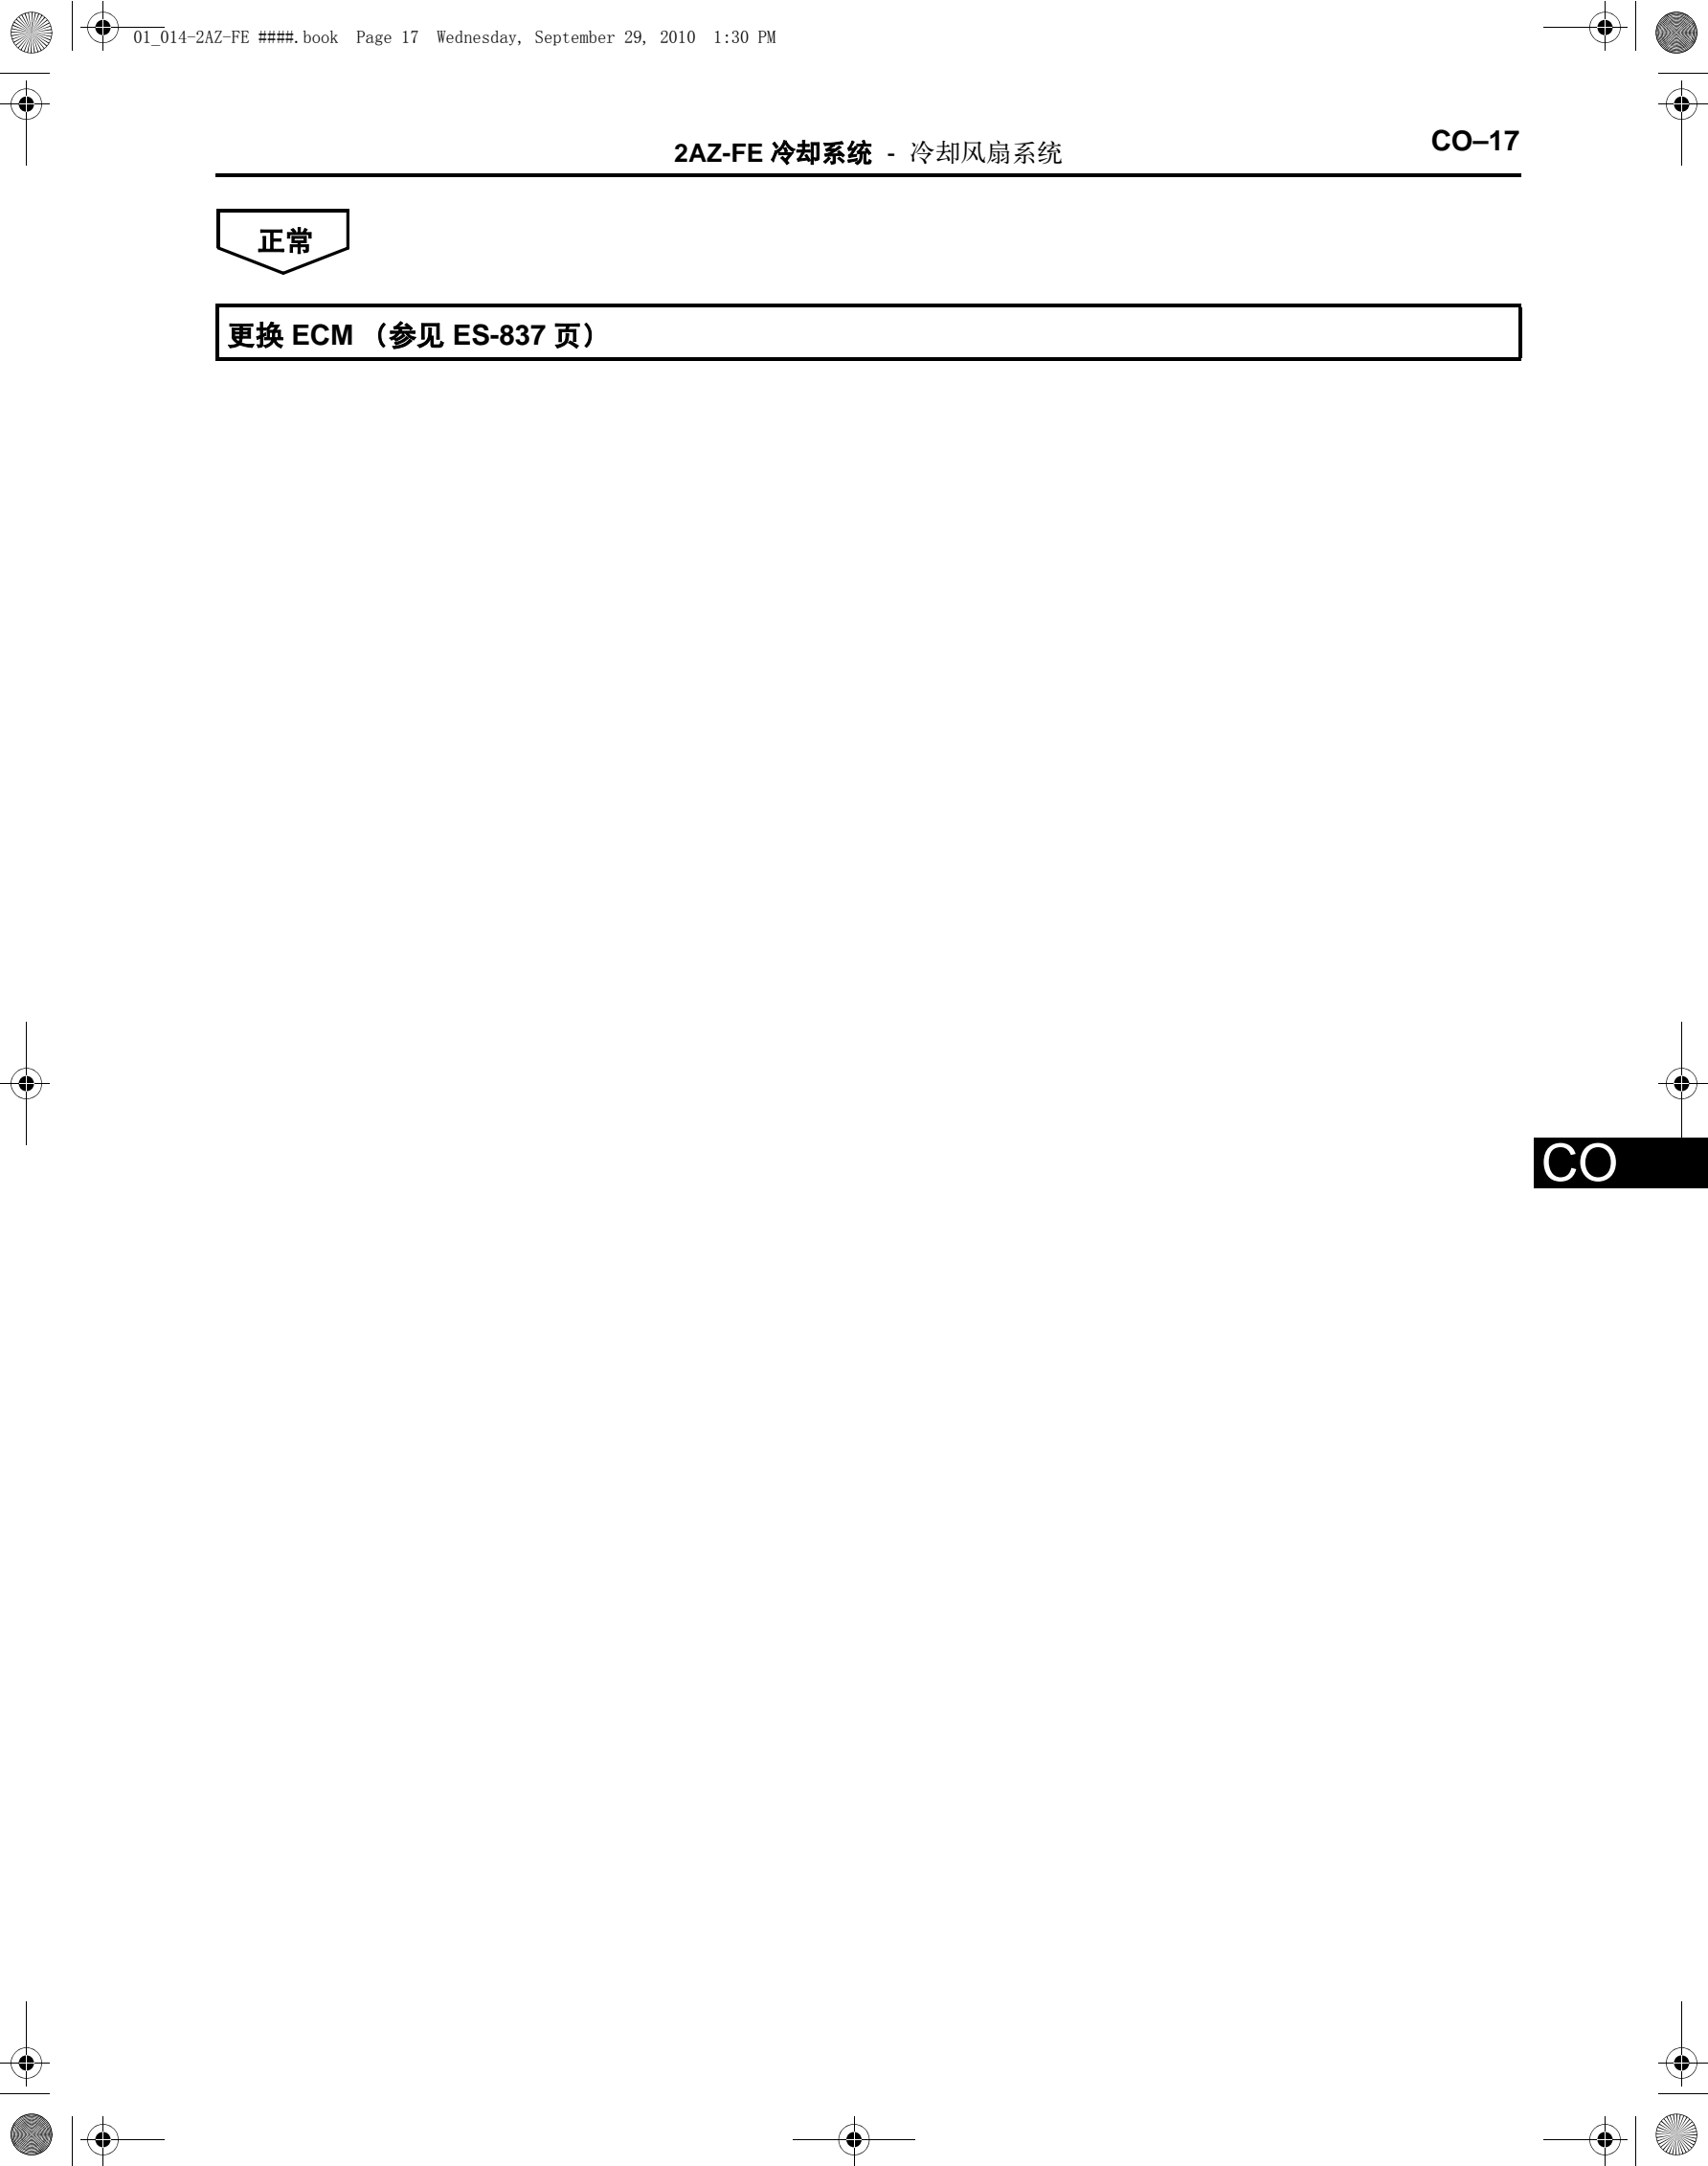 01_014-2AZ-FE ####.book  Page 17  Wednesday, September 29, 2010  1:30 PM
2AZ-FE 冷却系统 - 冷却风扇系统
CO–17
正常
更换 ECM （参见 ES-837 页）
CO